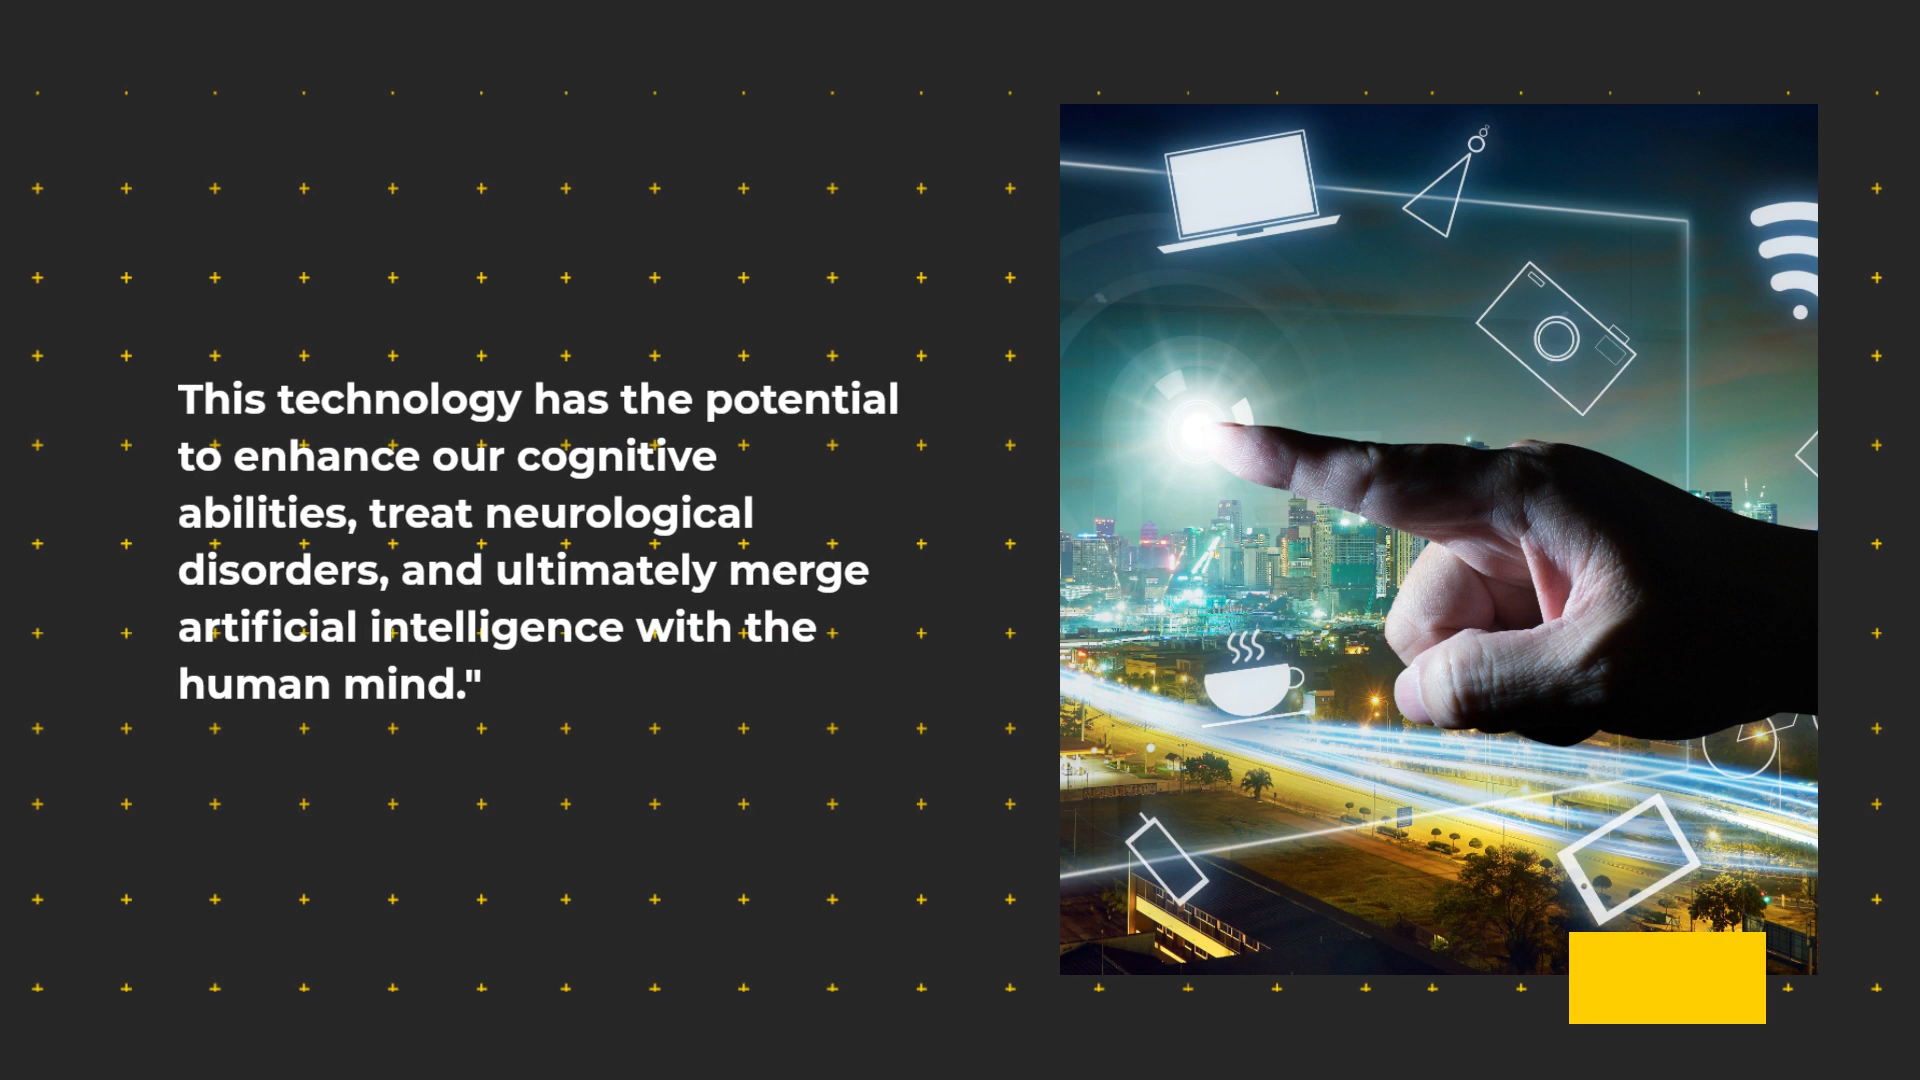 This technology has the potential
to enhance our cognitive
abilities, treat neurological
disorders, and ultimately merge
artificial intelligence with the
human mind."